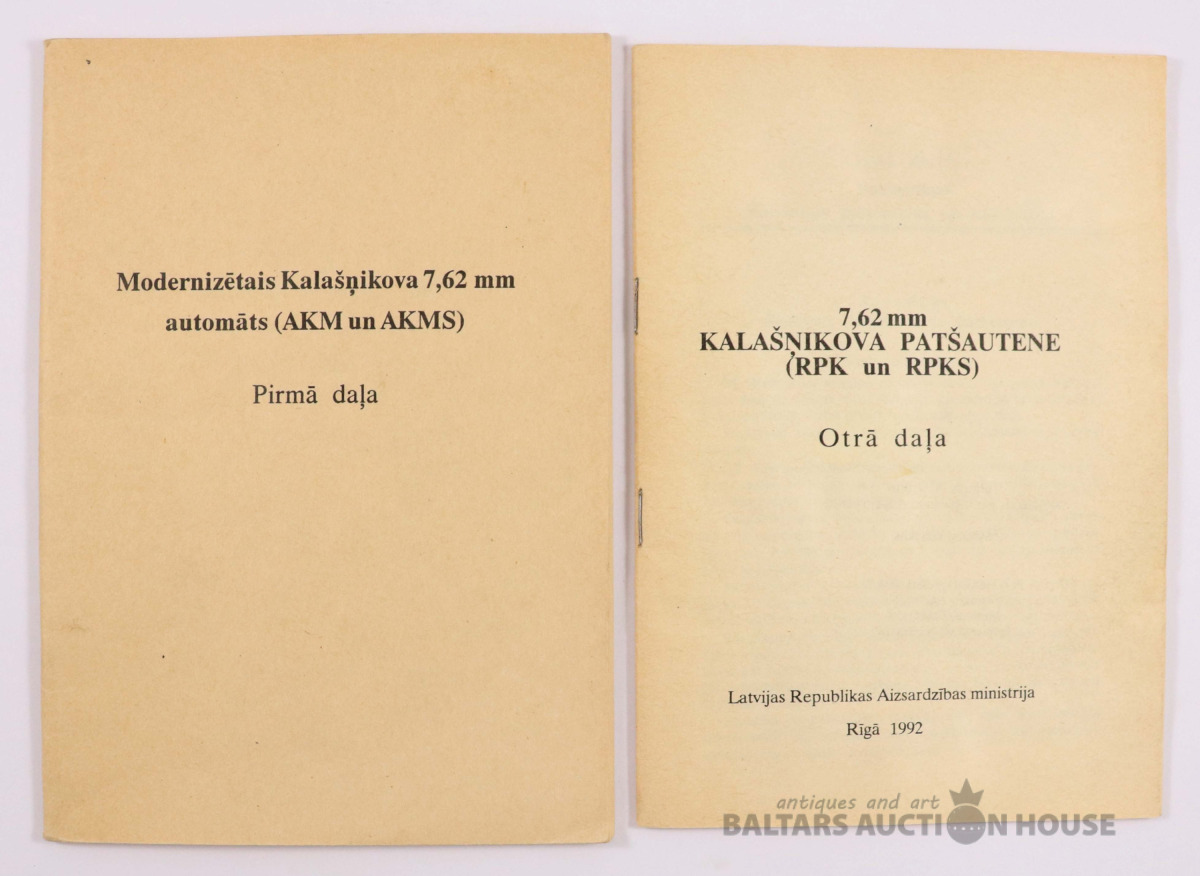 Modernizētais Kalašņikova 7,62 mm
automāts (AKM un AKMS)
Pirmā daļa
7,62 mm
KALAŠŅIKOVA PATŠAUTENE
(RPK un RPKS)
Otrā daļa
Latvijas Republikas Aizsardzības ministrija
Rīgā 1992
antiques and art
BALTARS AUCTION HOUSE